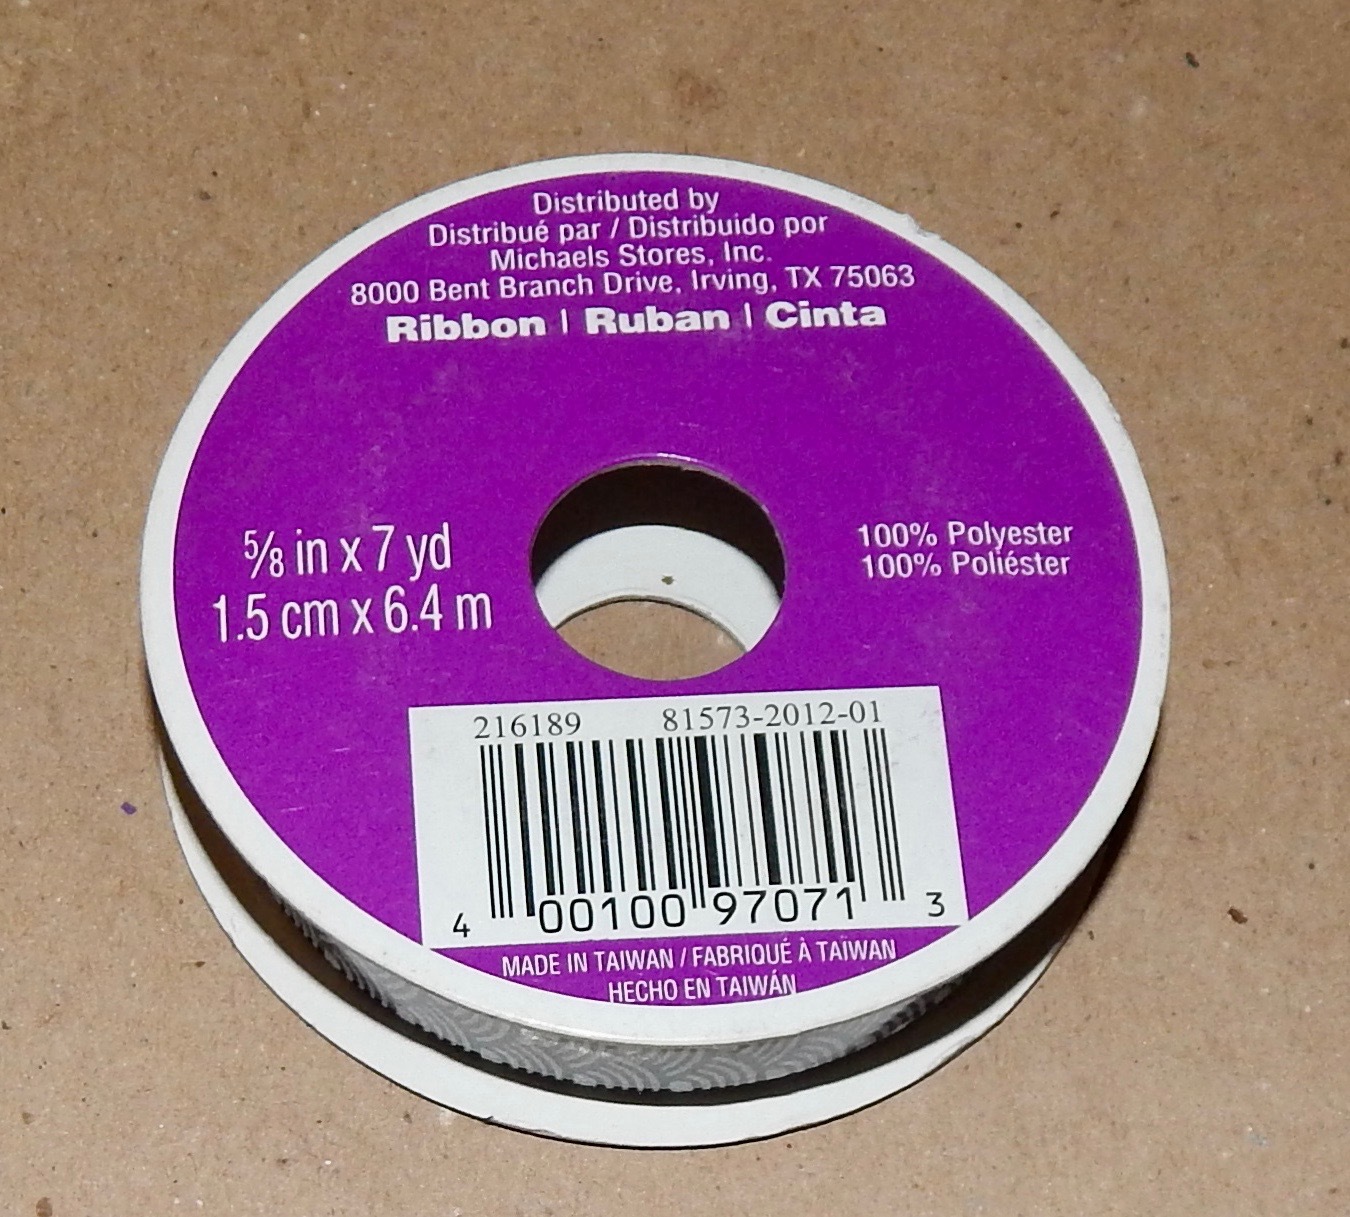 Distributed by
Distribué par / Distribuido por
Michaels Stores, Inc.
8000 Bent Branch Drive, Irving, TX 75063
Ribbon | Ruban | Cinta
5/8 in x 7 yd
1.5 cm x 6.4 m
100% Polyester
100% Poliéster
216189 81573-2012-01
4 00100 97071 3
MADE IN TAIWAN / FABRIQUÉ À TAÏWAN
HECHO EN TAIWÁN